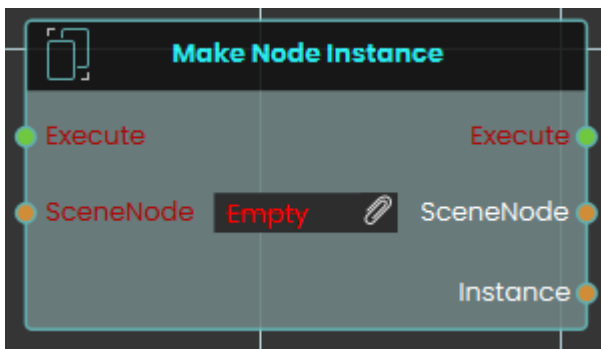 Make Node Instance
Execute Execute
SceneNode Empty SceneNode
Instance